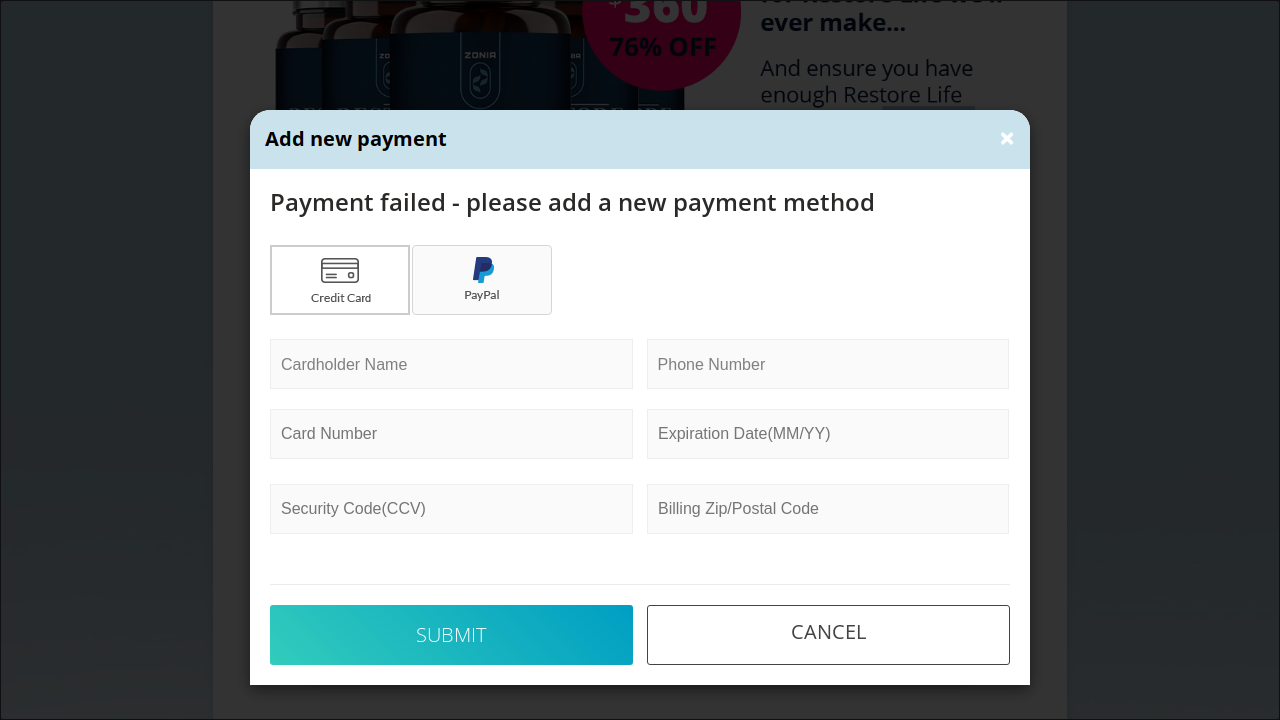 $360
76% OFF
ever make...
And ensure you have
enough Restore Life
ZONIA
Add new payment
×
Payment failed - please add a new payment method
Credit Card
PayPal
Cardholder Name
Phone Number
Card Number
Expiration Date(MM/YY)
Security Code(CCV)
Billing Zip/Postal Code
SUBMIT
CANCEL